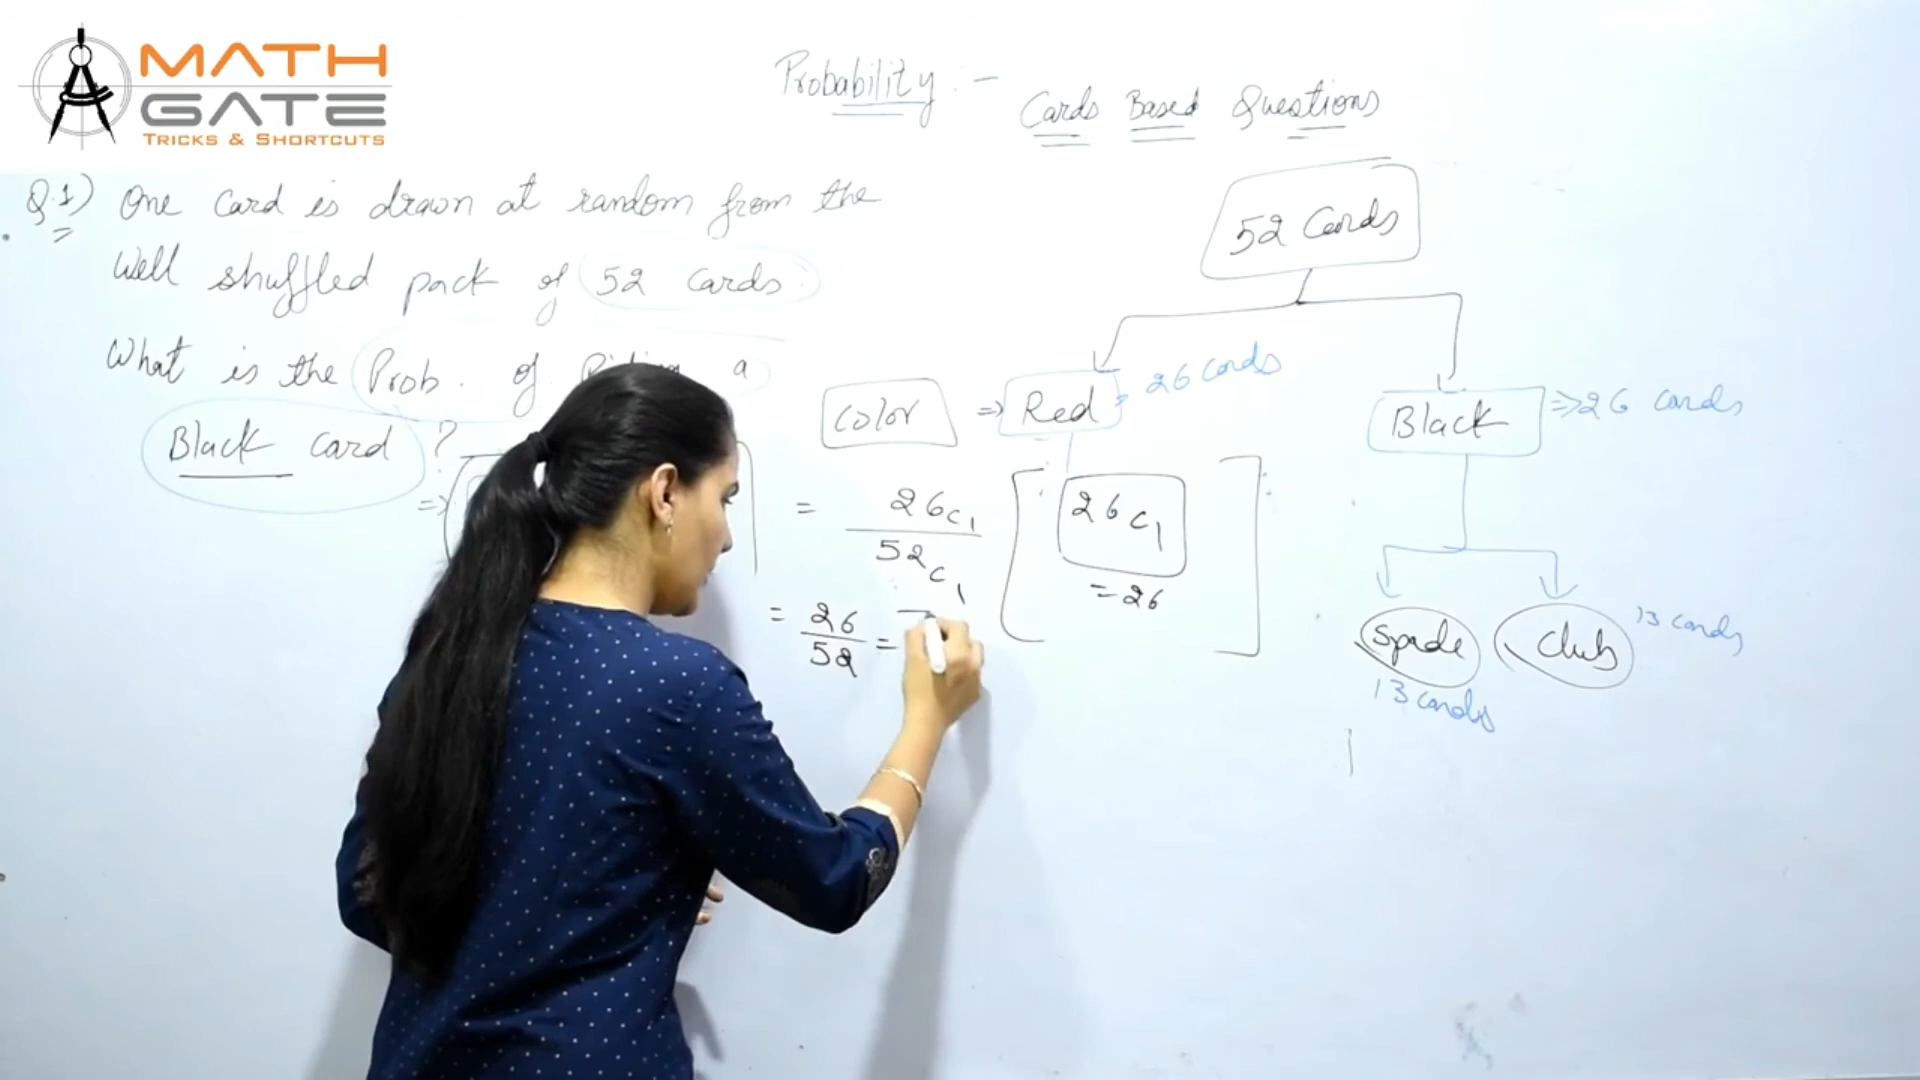 MATH
GATE
TRICKS & SHORTCUTS
Probability : -
Cards Based Questions
Q.1) One Card is drawn at random from the
well shuffled pack of 52 cards.
What is the Prob. of a
Black card ?
52 Cards
Color => Red = 26 cards
Black => 26 cards
Spade
13 cards
Club
13 cards
=>
= 26c1
52c1
26c1
= 26
= 26
52 =